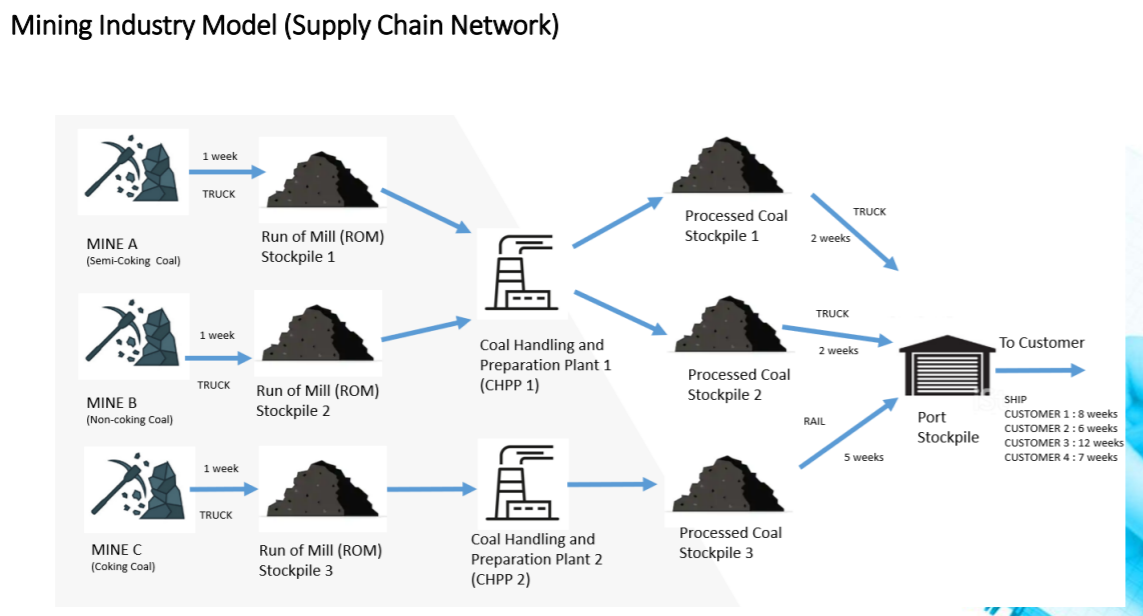 Mining Industry Model (Supply Chain Network)
1 week
TRUCK
MINE A
(Semi-Coking Coal)
Run of Mill (ROM)
Stockpile 1
1 week
TRUCK
MINE B
(Non-coking Coal)
Run of Mill (ROM)
Stockpile 2
1 week
TRUCK
MINE C
(Coking Coal)
Run of Mill (ROM)
Stockpile 3
Coal Handling and
Preparation Plant 1
(CHPP 1)
Coal Handling and
Preparation Plant 2
(CHPP 2)
Processed Coal
Stockpile 1
TRUCK
2 weeks
Processed Coal
Stockpile 2
TRUCK
2 weeks
Processed Coal
Stockpile 3
RAIL
5 weeks
Port
Stockpile
To Customer
SHIP
CUSTOMER 1 : 8 weeks
CUSTOMER 2 : 6 weeks
CUSTOMER 3 : 12 weeks
CUSTOMER 4 : 7 weeks